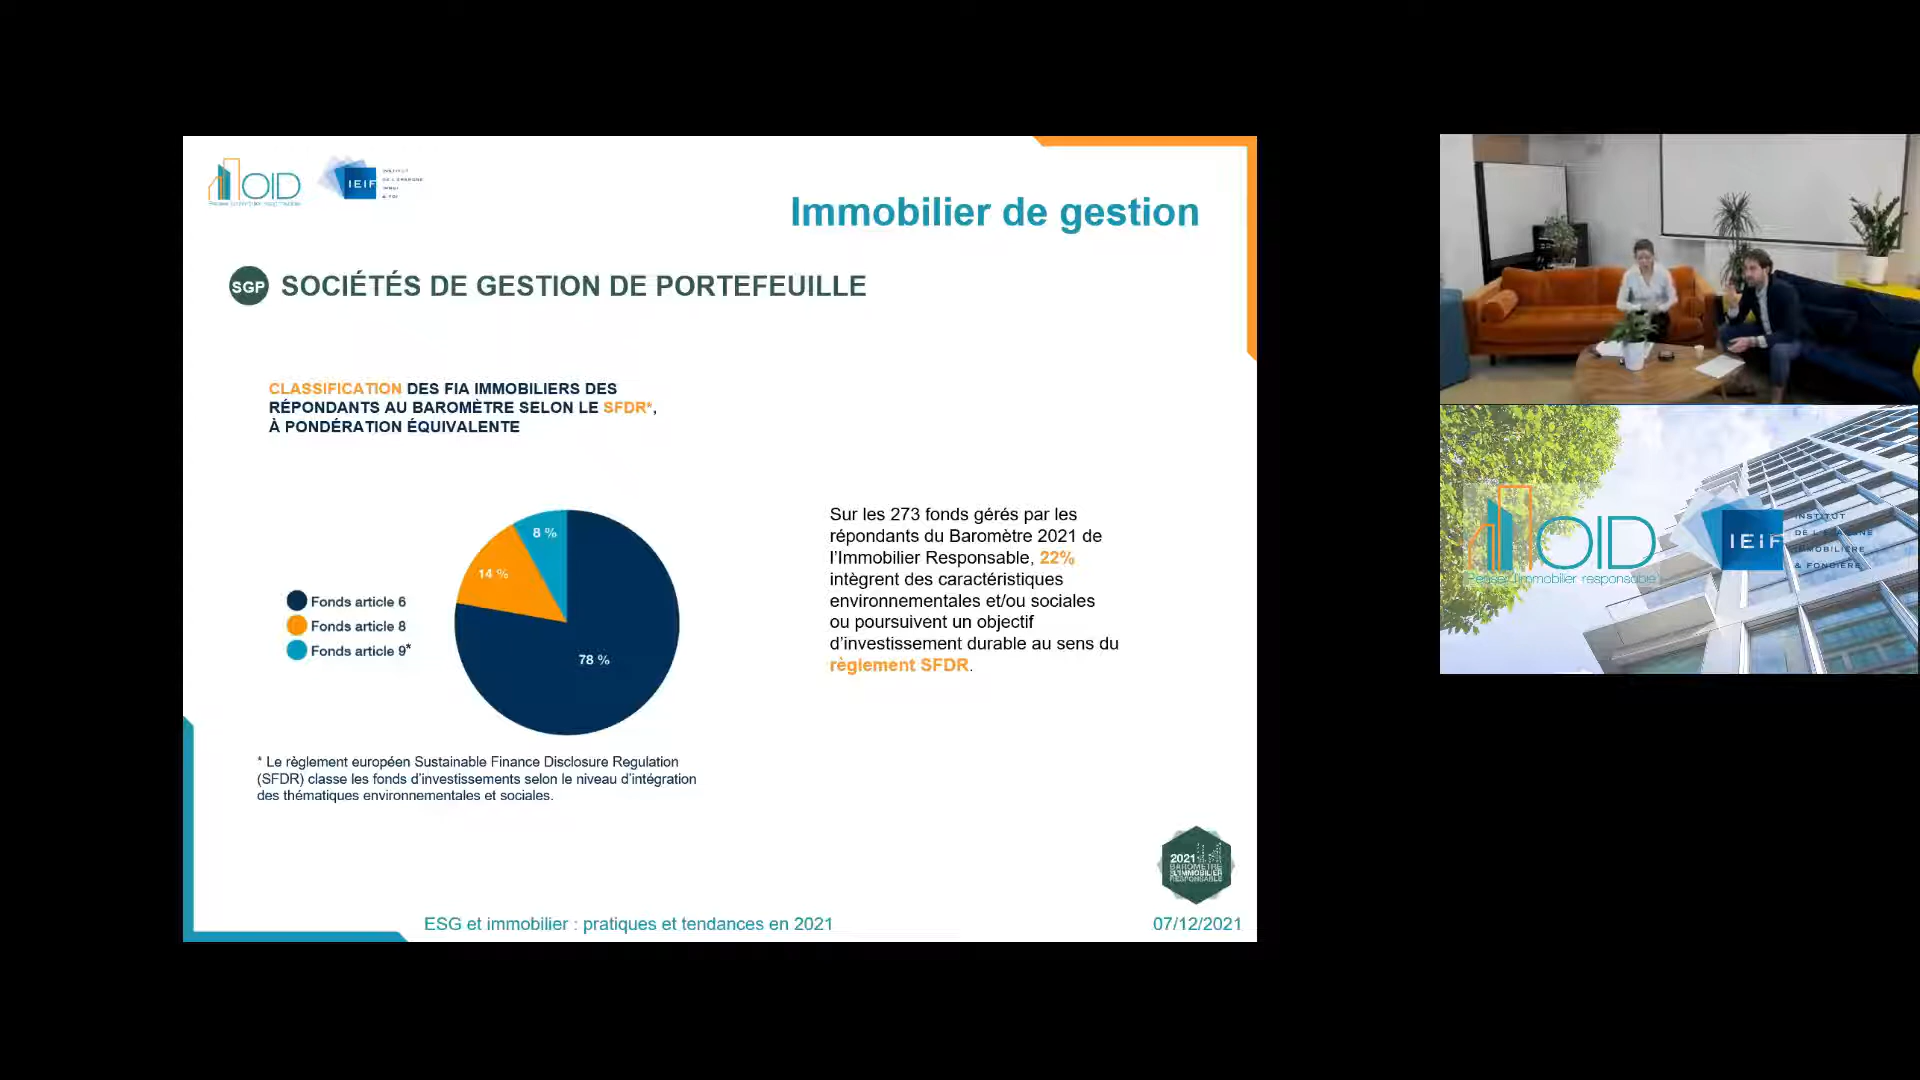 OID
IEIF
Immobilier de gestion
SGP SOCIÉTÉS DE GESTION DE PORTEFEUILLE
CLASSIFICATION DES FIA IMMOBILIERS DES
RÉPONDANTS AU BAROMÈTRE SELON LE SFDR*,
À PONDÉRATION ÉQUIVALENTE
8 %
14 %
78 %
Fonds article 6
Fonds article 8
Fonds article 9*
Sur les 273 fonds gérés par les
répondants du Baromètre 2021 de
l’Immobilier Responsable, 22%
intègrent des caractéristiques
environnementales et/ou sociales
ou poursuivent un objectif
d’investissement durable au sens du
règlement SFDR.
* Le règlement européen Sustainable Finance Disclosure Regulation
(SFDR) classe les fonds d’investissements selon le niveau d’intégration
des thématiques environnementales et sociales.
2021
BAROMÈTRE
L'IMMOBILIER
RESPONSABLE
ESG et immobilier : pratiques et tendances en 2021
07/12/2021
OID
Penser l'immobilier responsable
IEIF
INSTITUT
DE L'EPARGNE
IMMOBILIÈRE
& FONCIÈRE